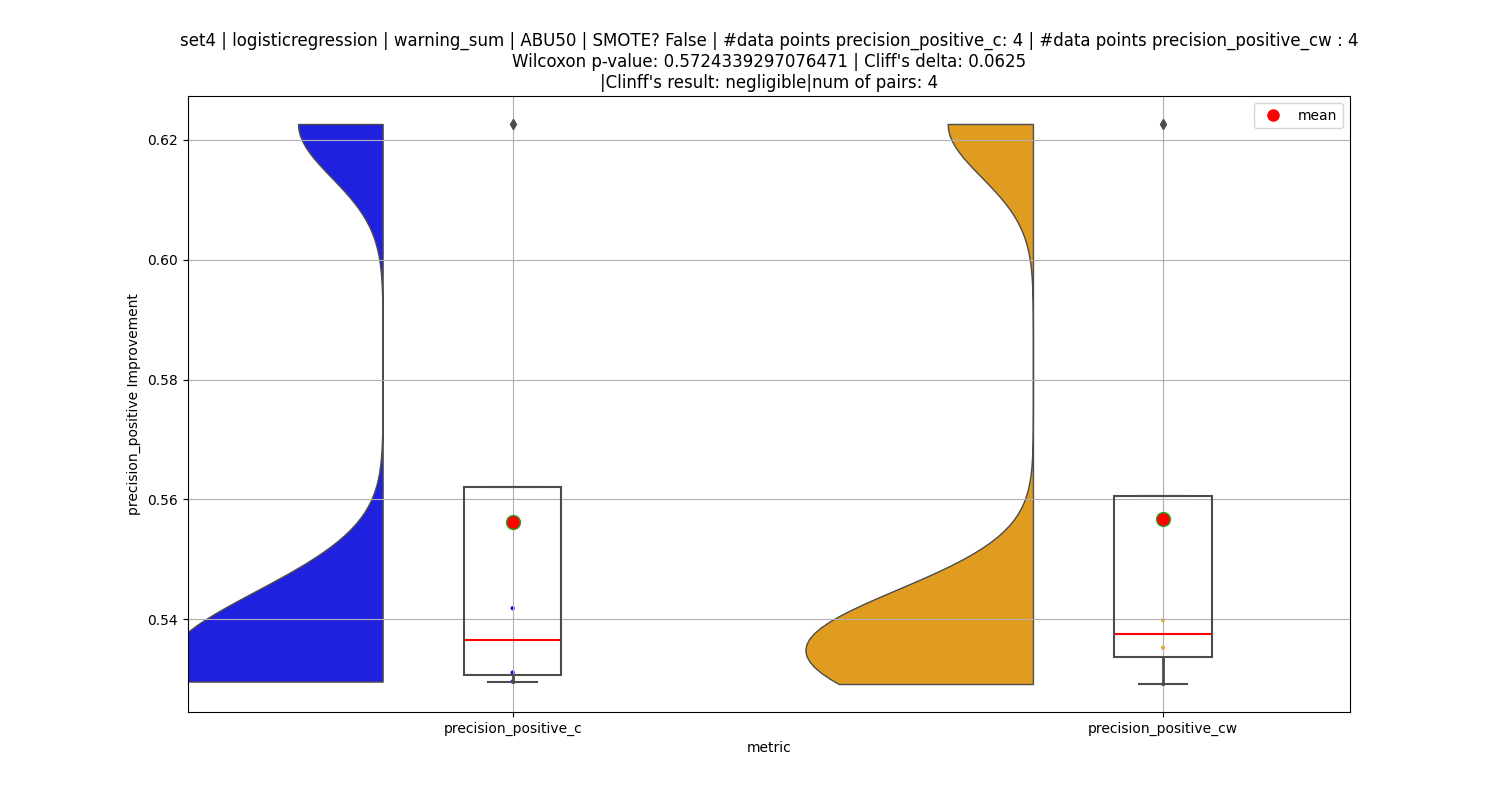 set4 | logisticregression | warning_sum | ABU50 | SMOTE? False | #data points precision_positive_c: 4 | #data points precision_positive_cw : 4
Wilcoxon p-value: 0.5724339297076471 | Cliff's delta: 0.0625
|Clinff's result: negligible|num of pairs: 4
mean
0.62
0.60
0.58
0.56
0.54
precision_positive Improvement
precision_positive_c
precision_positive_cw
metric